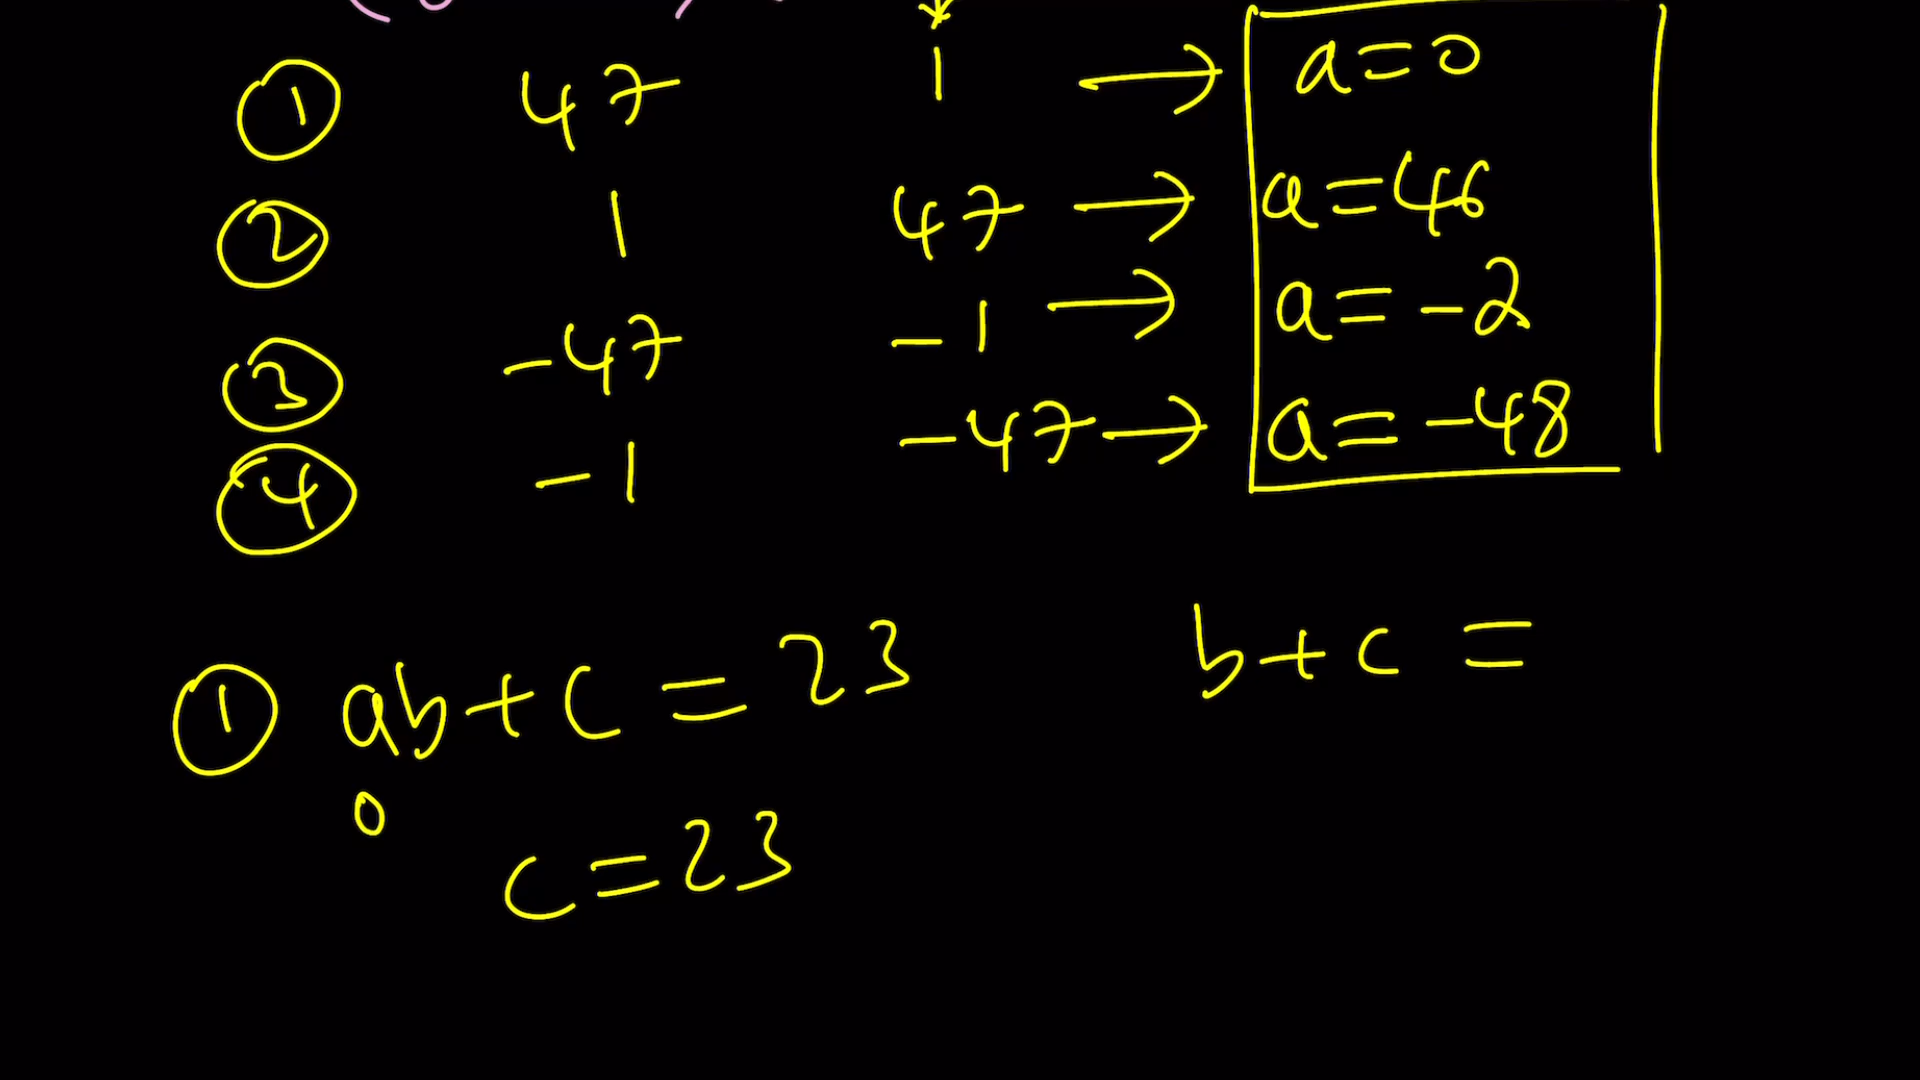 ① 47 1 → a=0
② 1 47 → a=46
③ -47 -1 → a=-2
④ -1 -47 → a=-48
① ab+c=23 b+c=
0
c=23